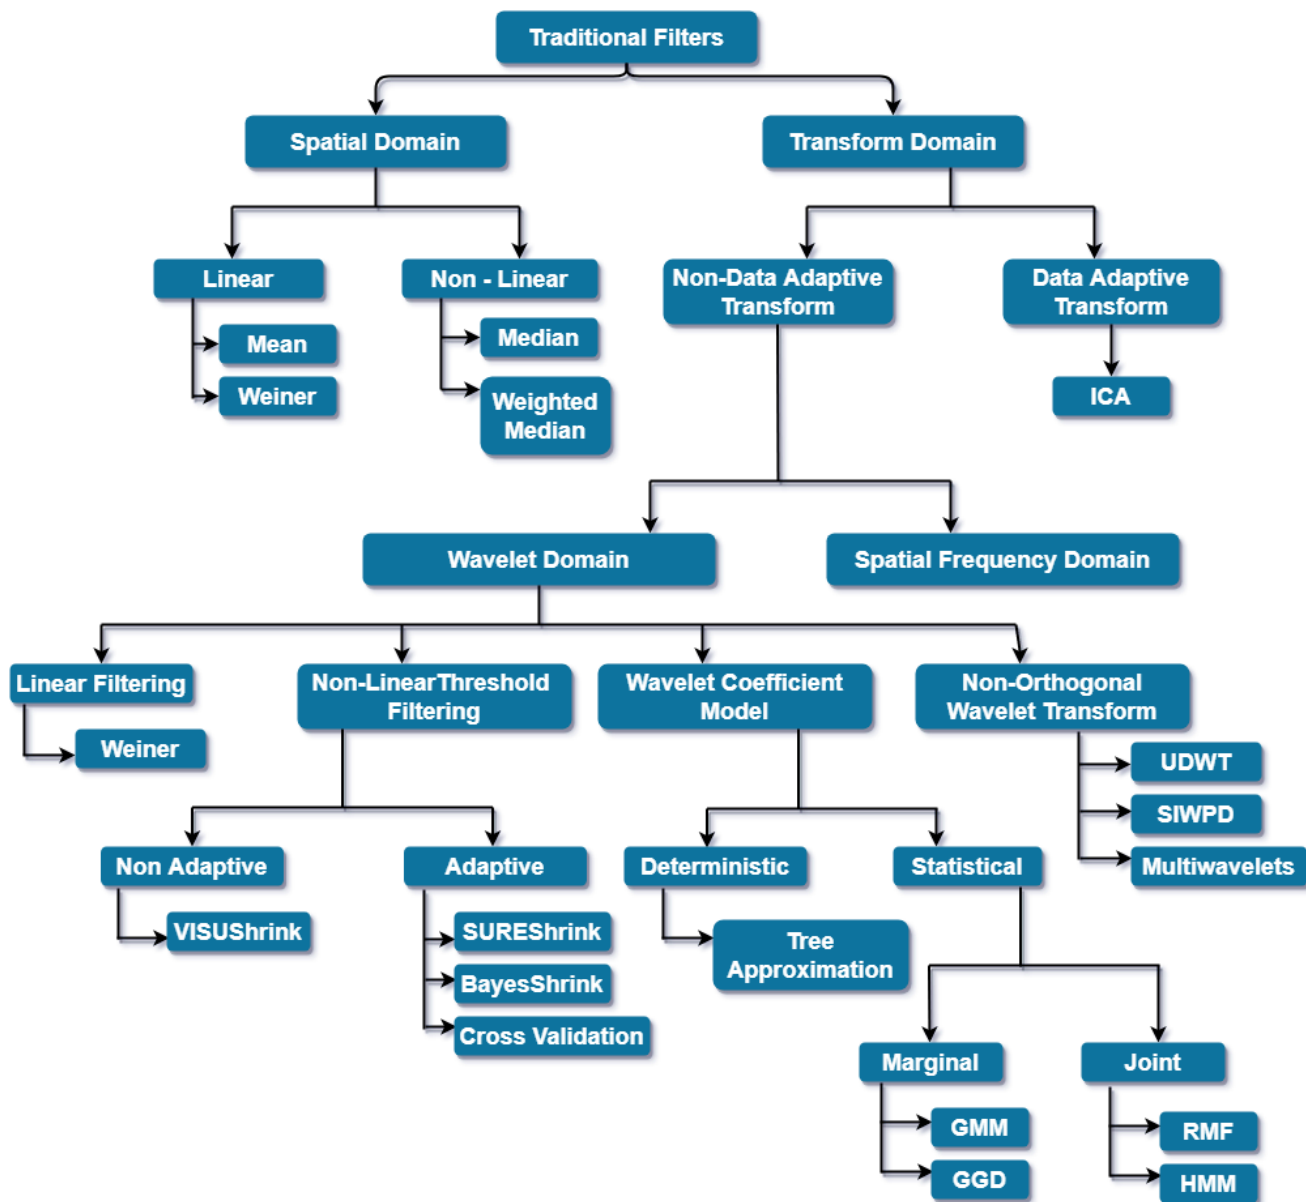 Traditional Filters
Spatial Domain
Transform Domain
Linear
Non - Linear
Non-Data Adaptive
Transform
Data Adaptive
Transform
Mean
Median
Weiner
Weighted
Median
ICA
Wavelet Domain
Spatial Frequency Domain
Linear Filtering
Non-LinearThreshold
Filtering
Wavelet Coefficient
Model
Non-Orthogonal
Wavelet Transform
Weiner
UDWT
SIWPD
Multiwavelets
Non Adaptive
Adaptive
Deterministic
Statistical
VISUShrink
SUREShrink
BayesShrink
Cross Validation
Tree
Approximation
Marginal
Joint
GMM
RMF
GGD
HMM